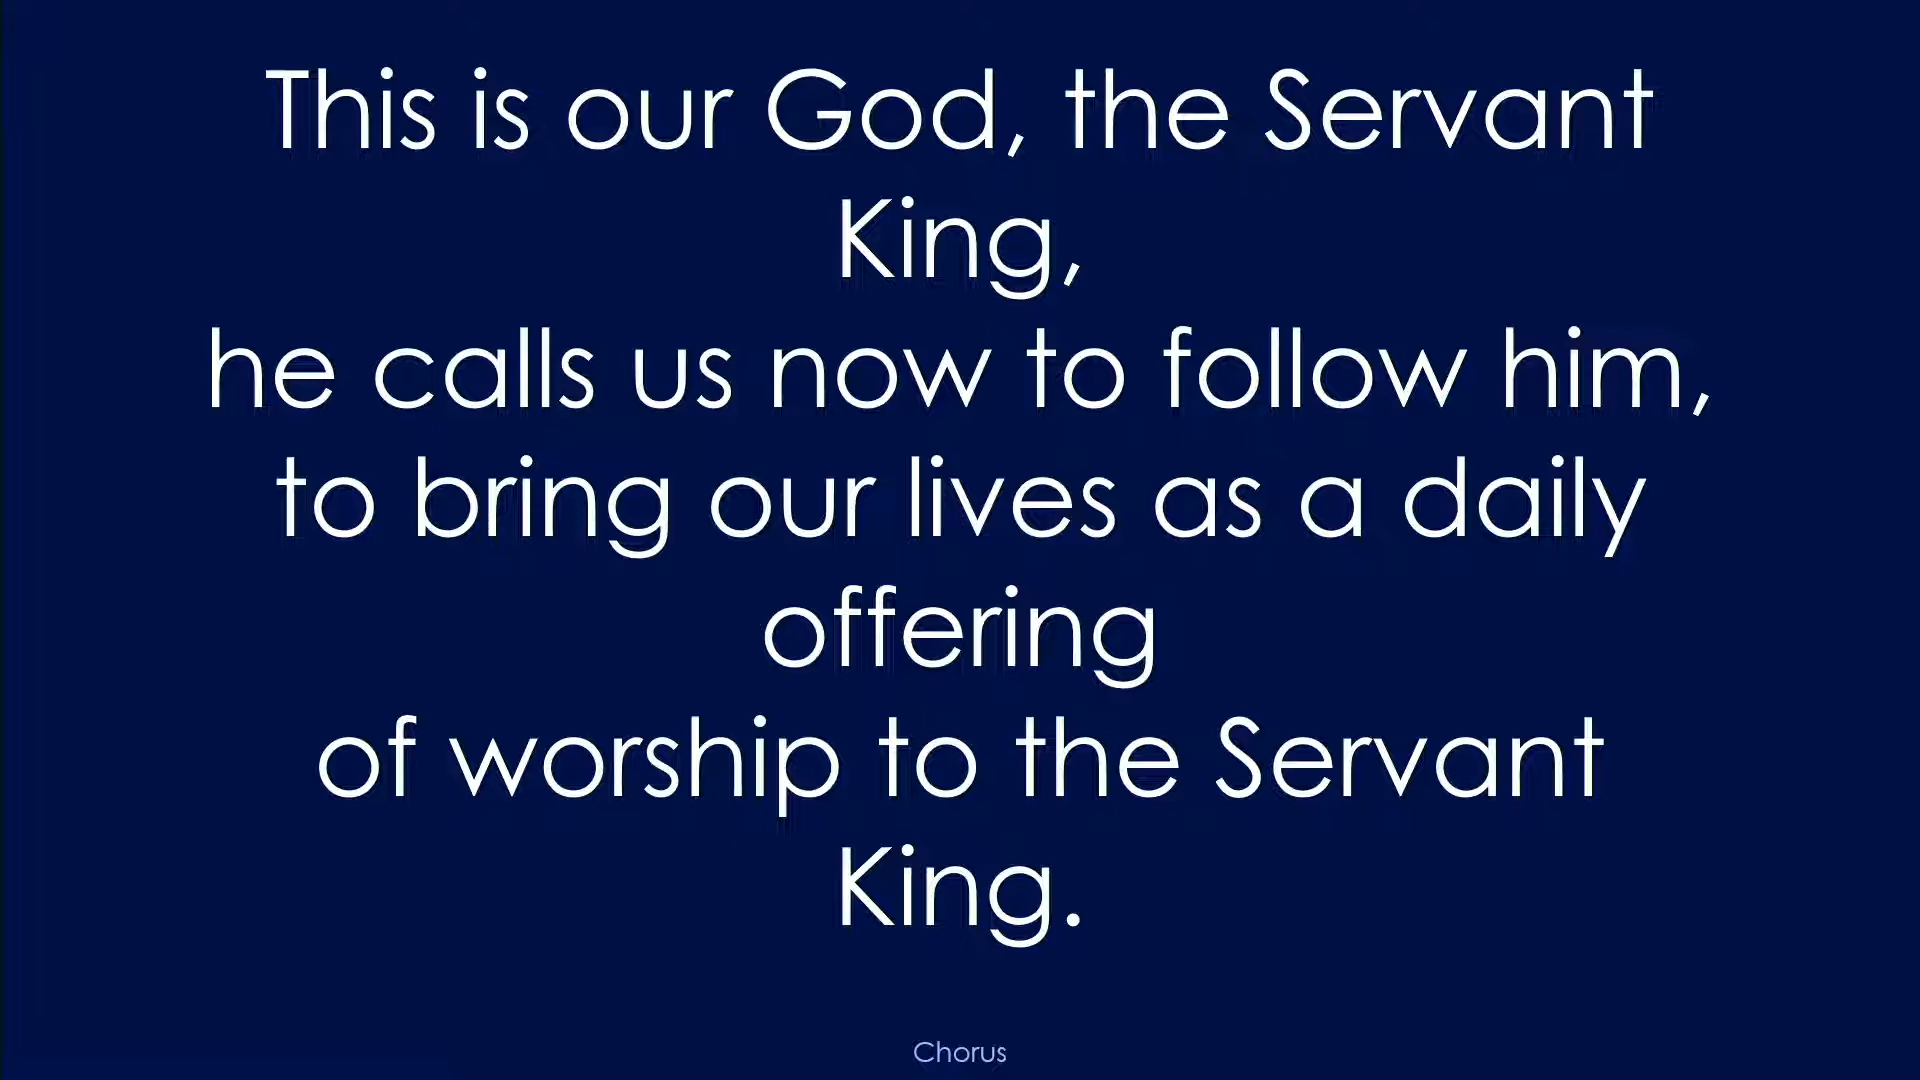 This is our God, the Servant
King,
he calls us now to follow him,
to bring our lives as a daily
offering
of worship to the Servant
King.
Chorus